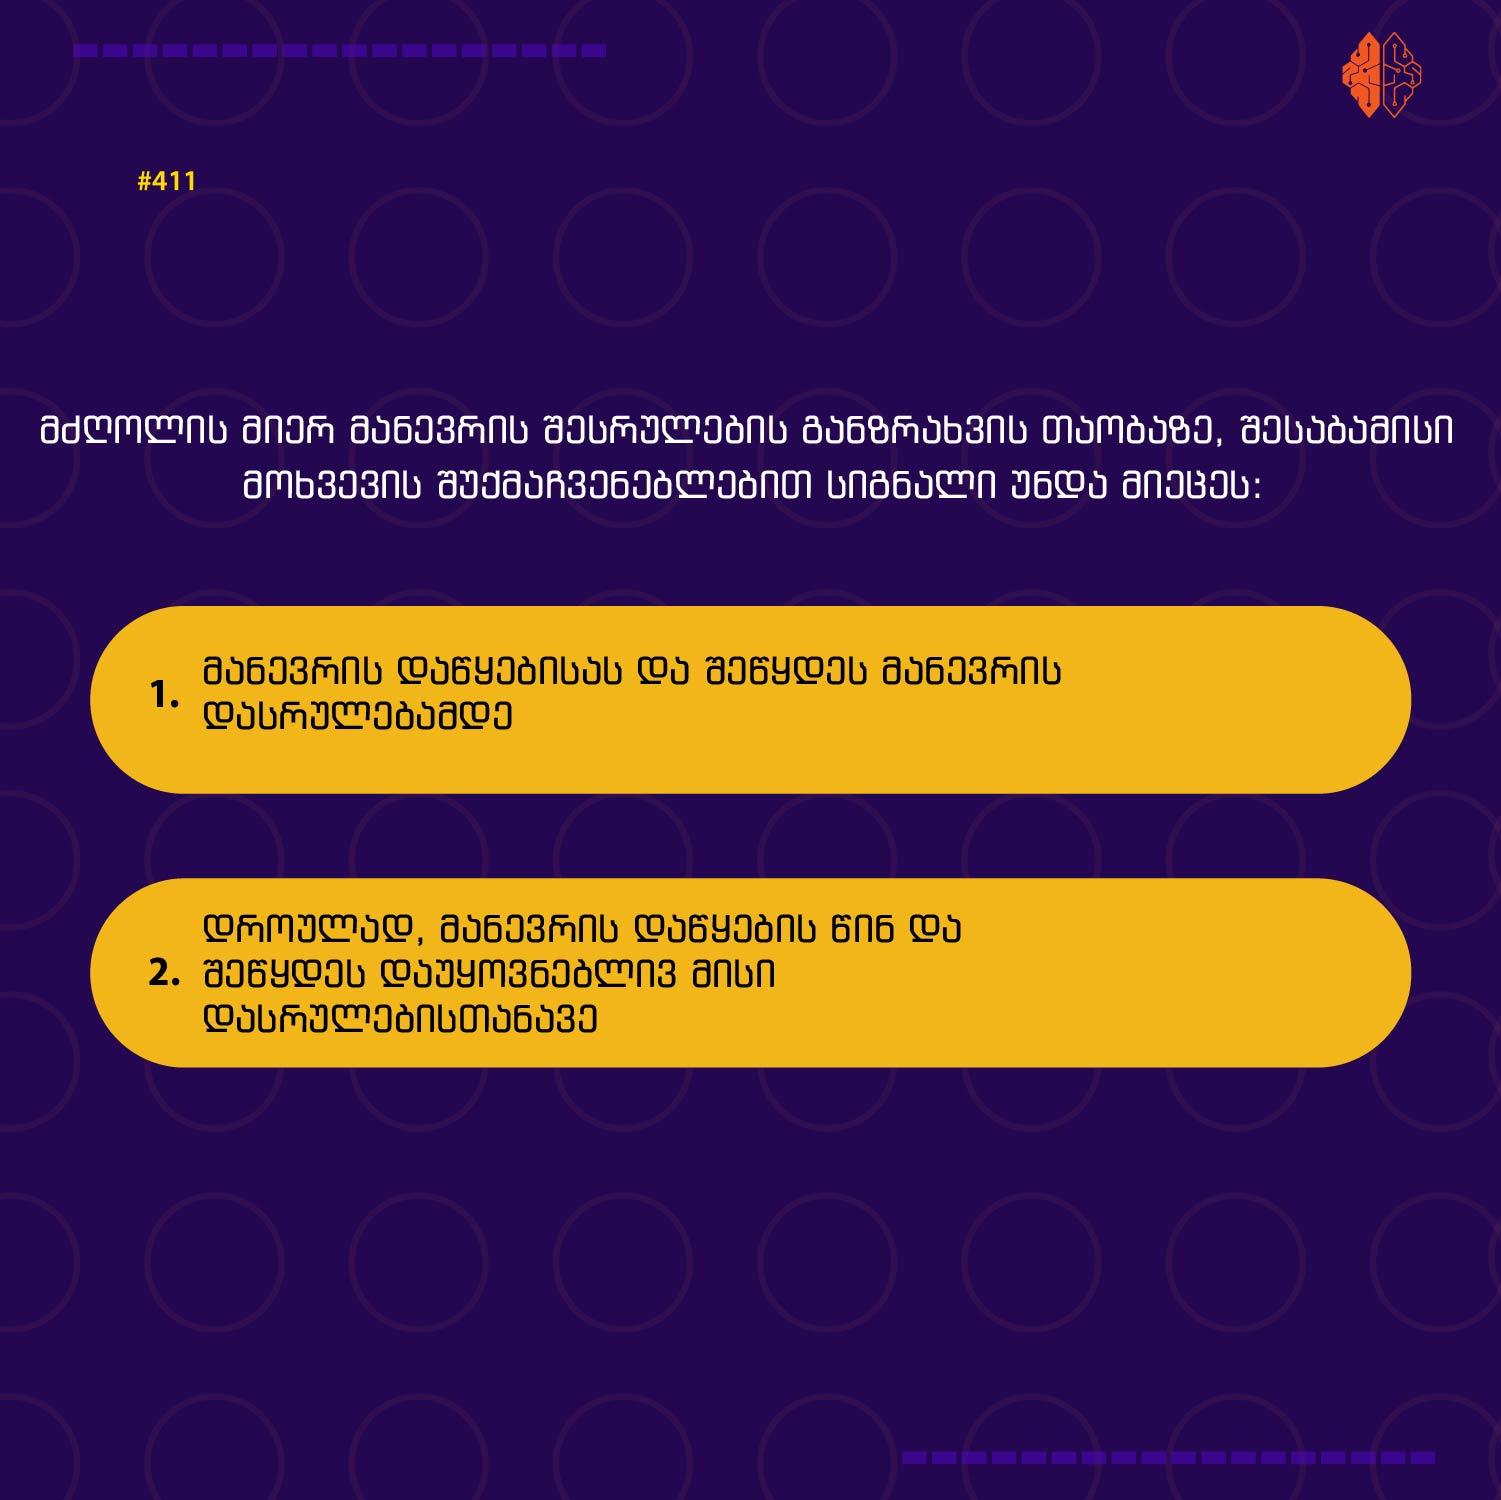 #411
მძღოლის მიერ მანევრის შესრულების განზრახვის თაობაზე, შესაბამისი
მოხვევის შუქმაჩვენებლებით სიგნალი უნდა მიეცეს:
1. მანევრის დაწყებისას და შეწყდეს მანევრის
დასრულებამდე
დროულად, მანევრის დაწყების წინ და
2. შეწყდეს დაუყოვნებლივ მისი
დასრულებისთანავე